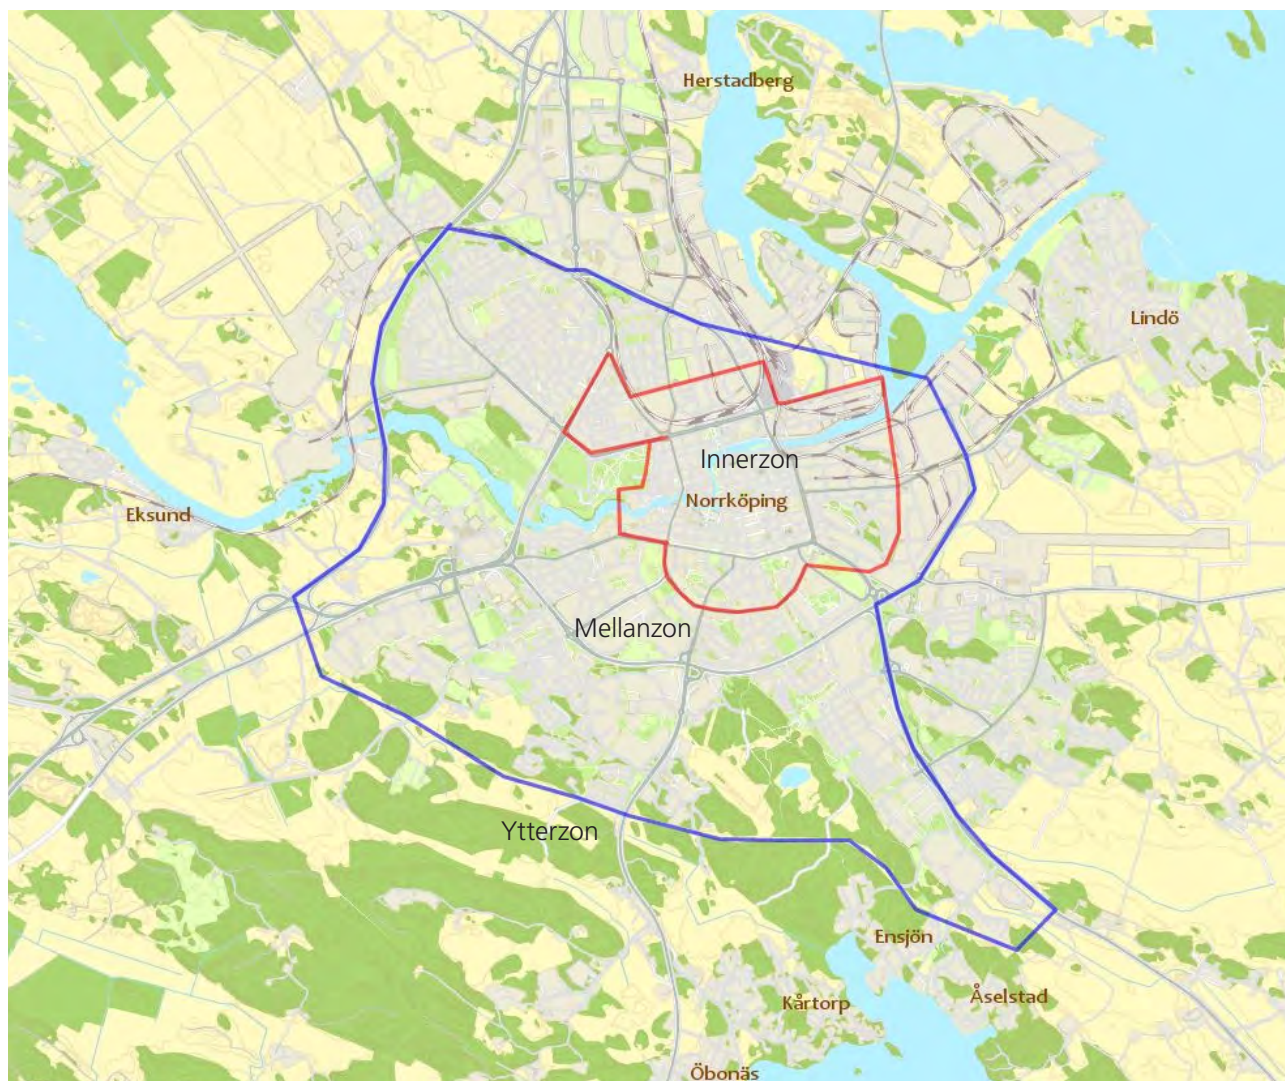 Herstadberg
Lindö
Innerzon
Norrköping
Eksund
Mellanzon
Ytterzon
Ensjön
Åselstad
Kårtorp
Öbonäs